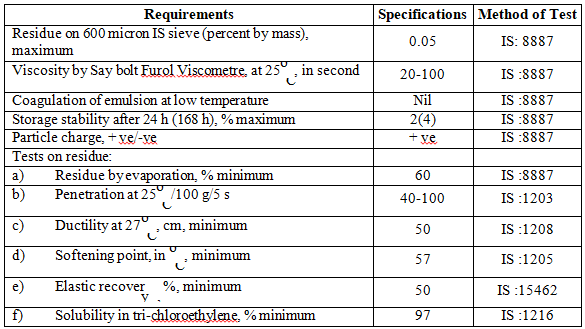 Requirements Specifications Method of Test
Residue on 600 micron IS sieve (percent by mass),
maximum 0.05 IS: 8887
Viscosity by Say bolt Furol Viscometre, at 25°C, in second 20-100 IS :8887
Coagulation of emulsion at low temperature Nil IS :8887
Storage stability after 24 h (168 h), % maximum 2(4) IS :8887
Particle charge, +ve/-ve +ve IS :8887
Tests on residue:
a) Residue by evaporation, % minimum 60 IS :8887
b) Penetration at 25°C/100 g/5 s 40-100 IS :1203
c) Ductility at 27°C, cm, minimum 50 IS :1208
d) Softening point, in °C, minimum 57 IS :1205
e) Elastic recovery, %, minimum 50 IS :15462
f) Solubility in tri-chloroethylene, % minimum 97 IS :1216